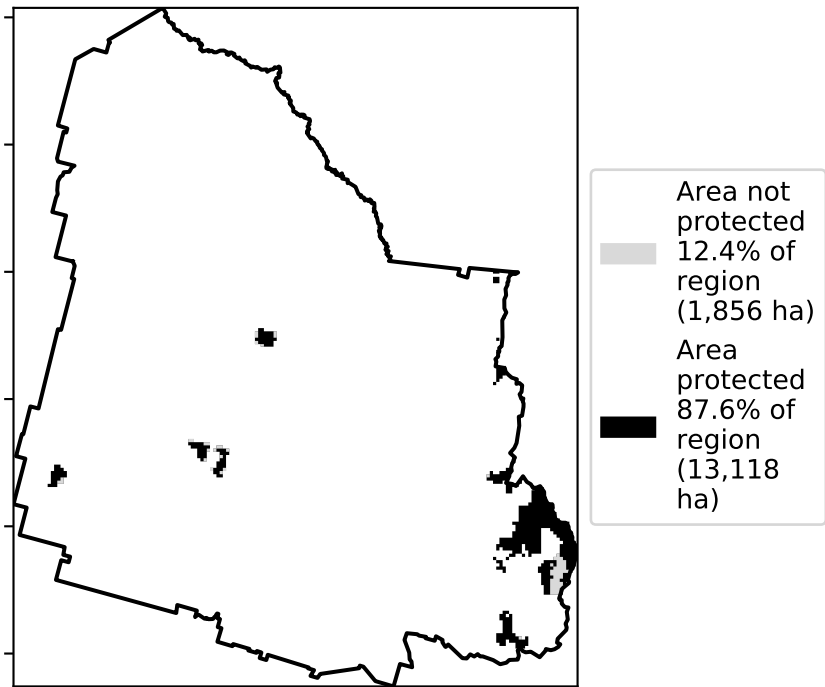 Area not
protected
12.4% of
region
(1,856 ha)
Area
protected
87.6% of
region
(13,118
ha)